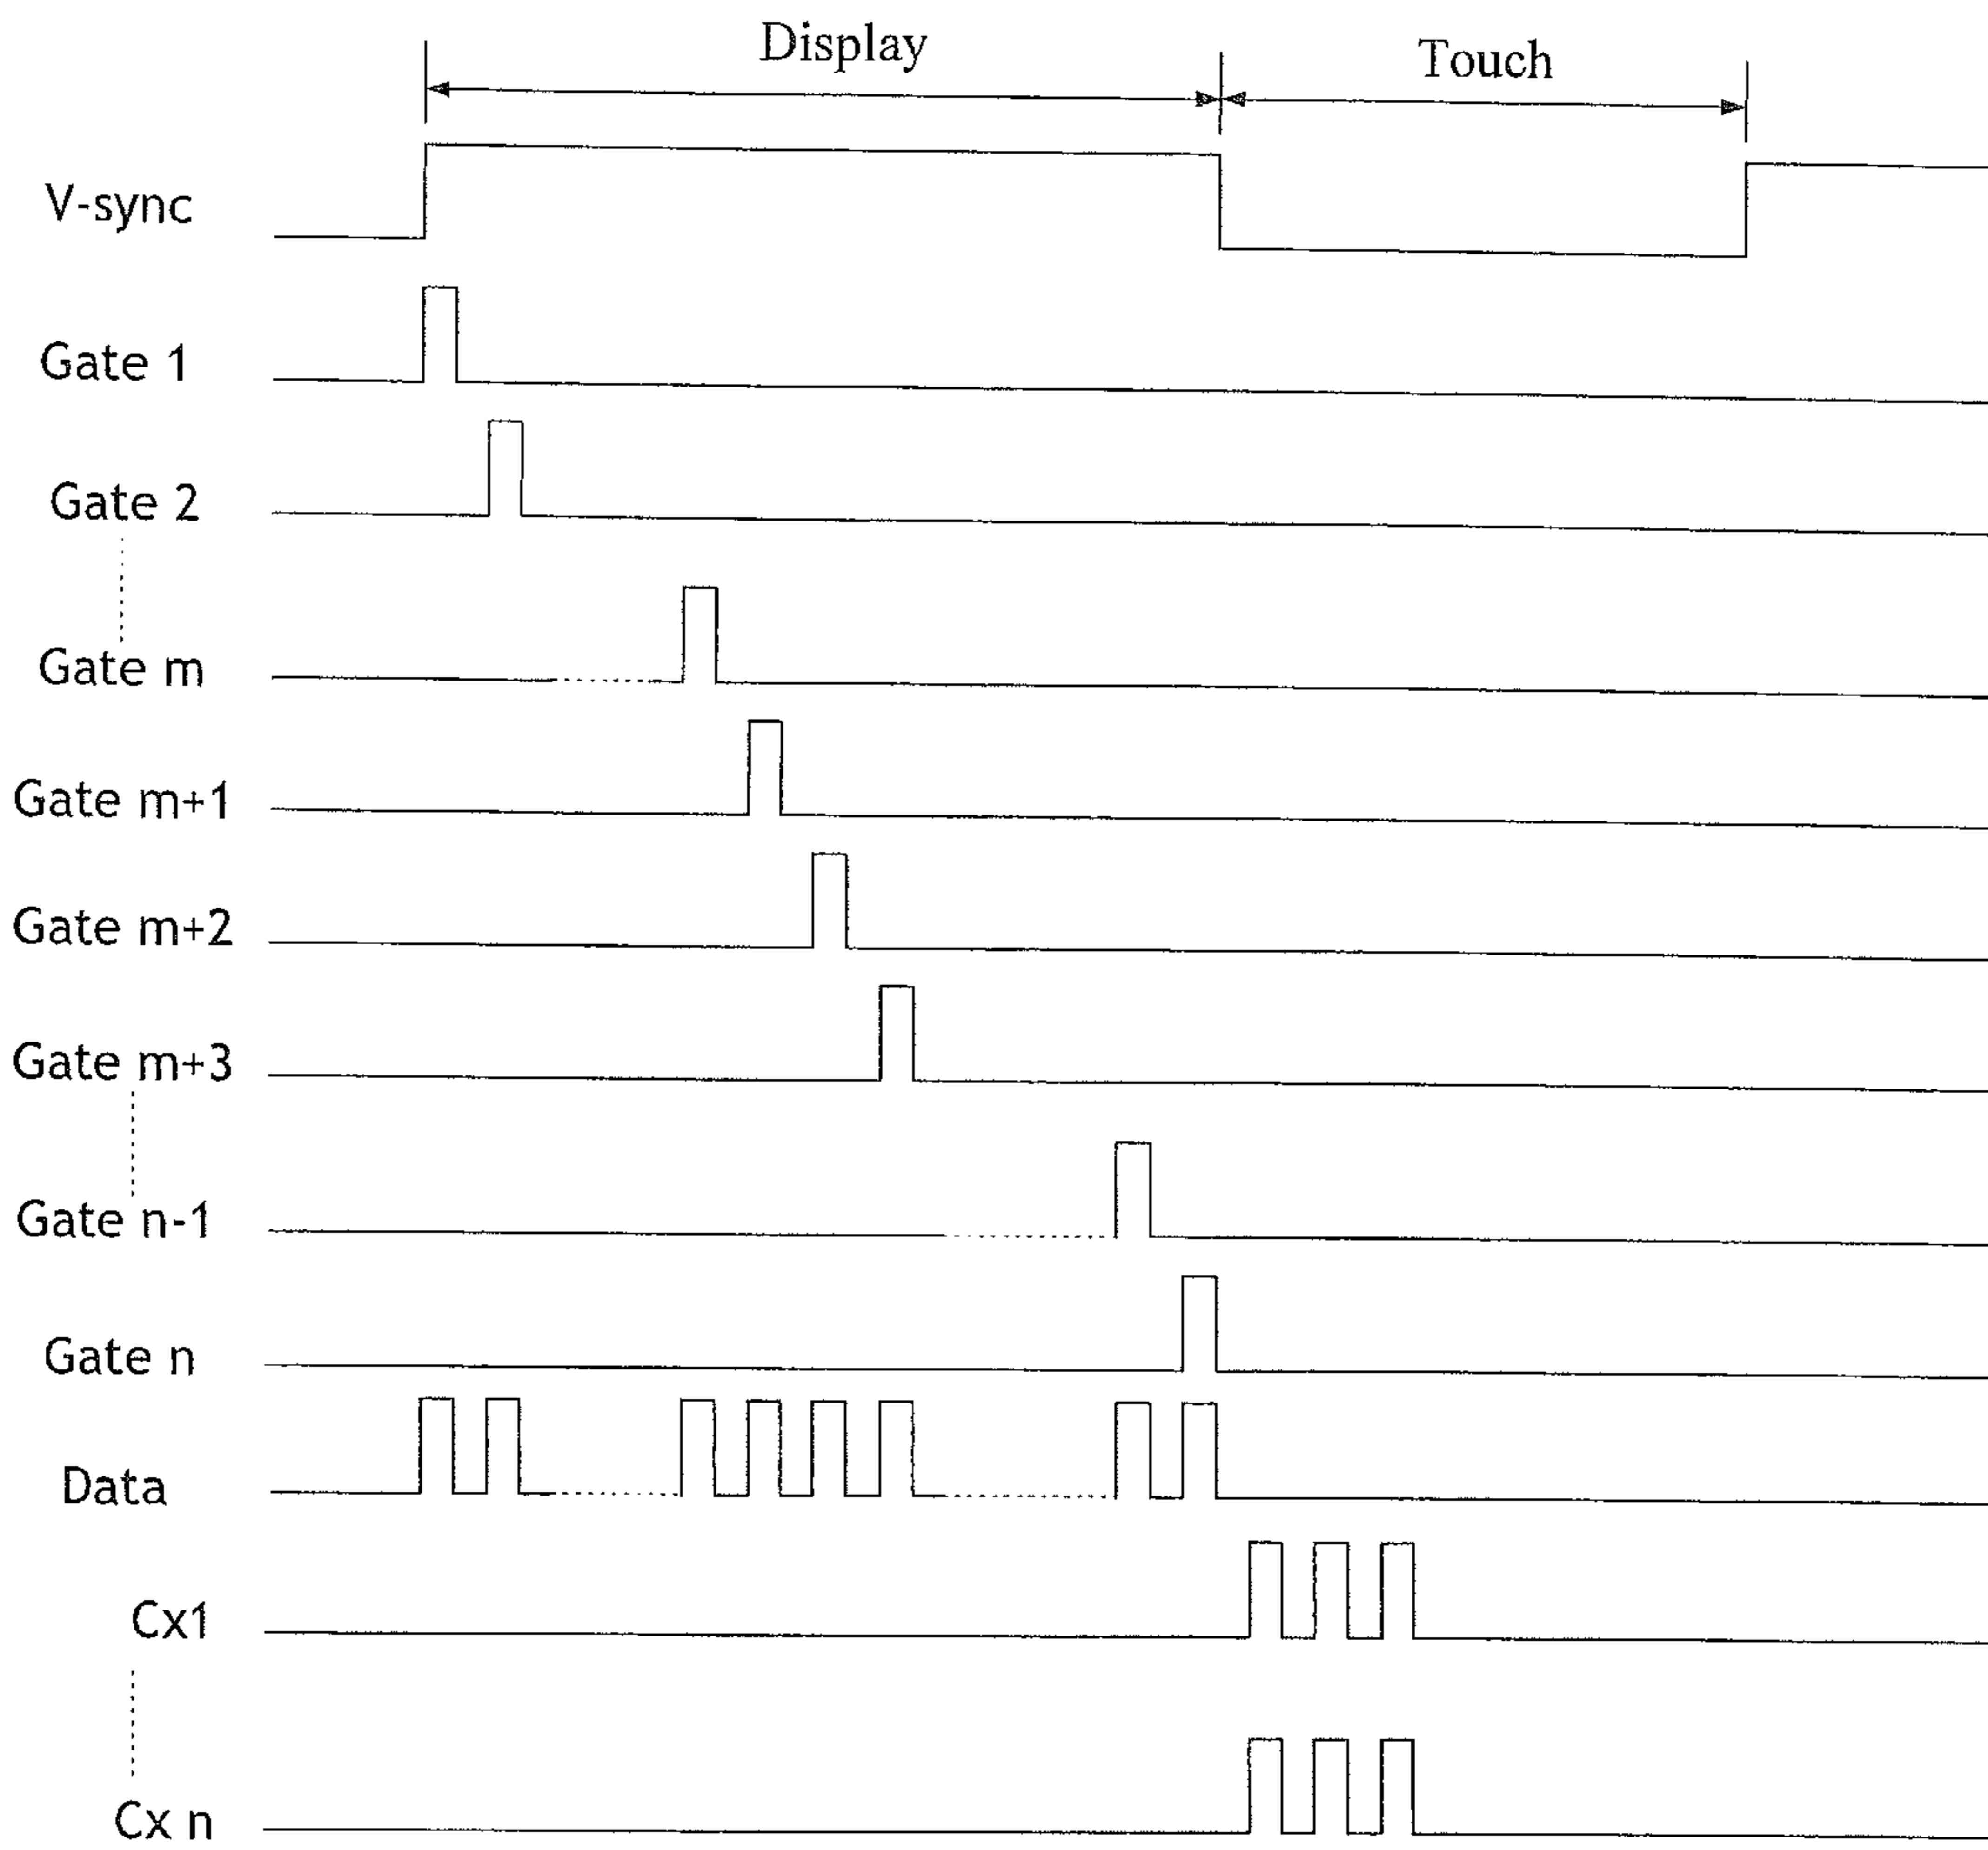 Display
Touch
V-sync
Gate 1
Gate 2
Gate m
Gate m+1
Gate m+2
Gate m+3
Gate n-1
Gate n
Data
Cx1
Cx n